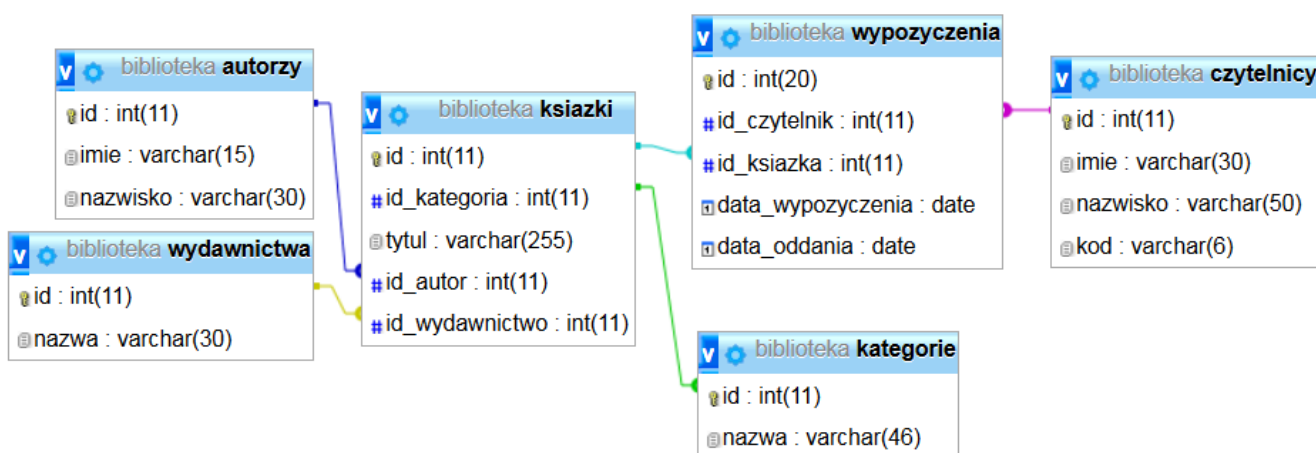 v biblioteka autorzy
id : int(11)
imie : varchar(15)
nazwisko : varchar(30)
v biblioteka wydawnictwa
id : int(11)
nazwa : varchar(30)
v biblioteka ksiazki
id : int(11)
# id_kategoria : int(11)
tytul : varchar(255)
# id_autor : int(11)
# id_wydawnictwo : int(11)
v biblioteka wypozyczenia
id : int(20)
# id_czytelnik : int(11)
# id_ksiazka : int(11)
data_wypozyczenia : date
data_oddania : date
v biblioteka kategorie
id : int(11)
nazwa : varchar(46)
v biblioteka czytelnicy
id : int(11)
imie : varchar(30)
nazwisko : varchar(50)
kod : varchar(6)